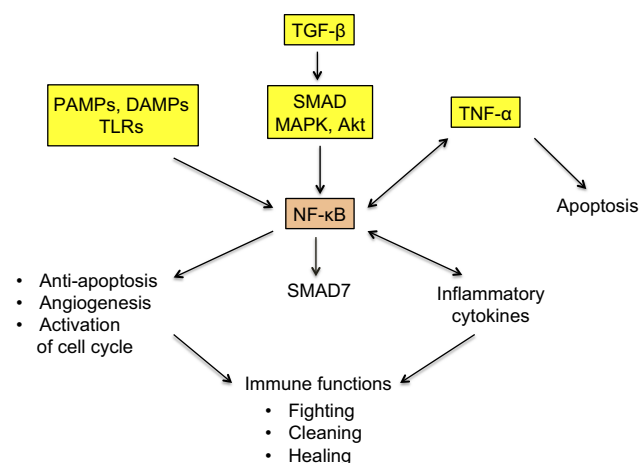 TGF-β
PAMPs, DAMPs
TLRs
SMAD
MAPK, Akt
TNF-α
Apoptosis
NF-κB
• Anti-apoptosis
• Angiogenesis
• Activation
of cell cycle
SMAD7
Inflammatory
cytokines
Immune functions
• Fighting
• Cleaning
• Healing